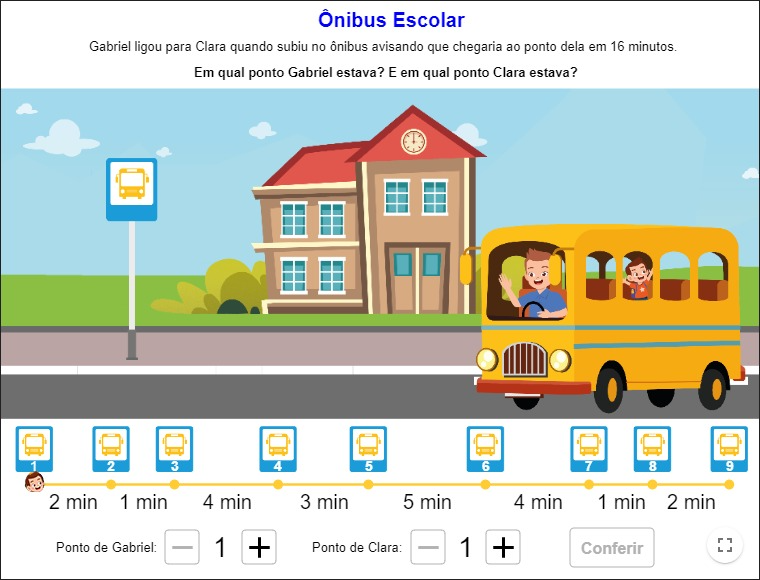 Ônibus Escolar
Gabriel ligou para Clara quando subiu no ônibus avisando que chegaria ao ponto dela em 16 minutos.
Em qual ponto Gabriel estava? E em qual ponto Clara estava?
1 2 3 4 5 6 7 8 9
2 min 1 min 4 min 3 min 5 min 4 min 1 min 2 min
Ponto de Gabriel: — 1 + Ponto de Clara: — 1 + Conferir